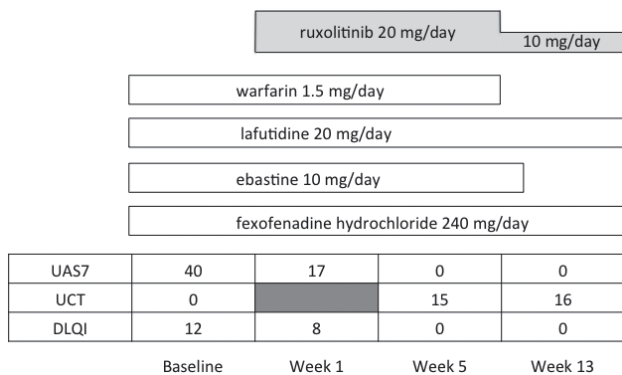 ruxolitinib 20 mg/day
10 mg/day
warfarin 1.5 mg/day
lafutidine 20 mg/day
ebastine 10 mg/day
fexofenadine hydrochloride 240 mg/day
UAS7 40 17 0 0
UCT 0 15 16
DLQI 12 8 0 0
Baseline Week 1 Week 5 Week 13